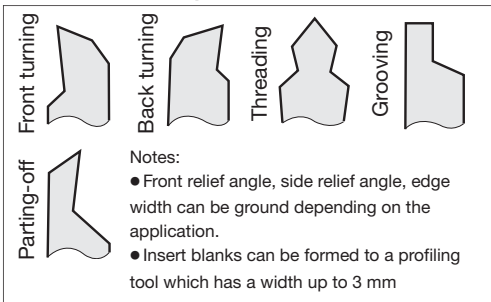 Front turning
Back turning
Threading
Grooving
Parting-off
Notes:
● Front relief angle, side relief angle, edge
width can be ground depending on the
application.
● Insert blanks can be formed to a profiling
tool which has a width up to 3 mm